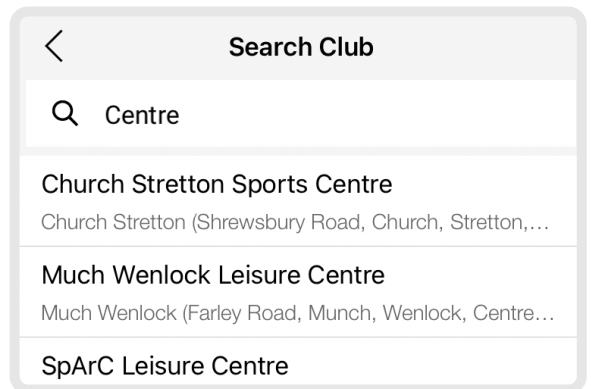 Search Club
Centre
Church Stretton Sports Centre
Church Stretton (Shrewsbury Road, Church, Stretton,...
Much Wenlock Leisure Centre
Much Wenlock (Farley Road, Munch, Wenlock, Centre...
SpArC Leisure Centre